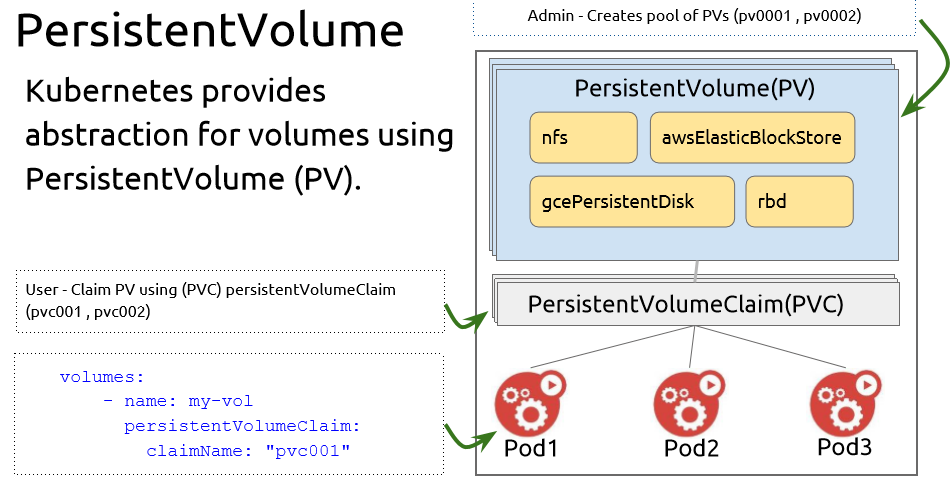 PersistentVolume
Kubernetes provides
abstraction for volumes using
PersistentVolume (PV).
Admin - Creates pool of PVs (pv0001 , pv0002)
PersistentVolume(PV)
nfs
awsElasticBlockStore
gcePersistentDisk
rbd
User - Claim PV using (PVC) persistentVolumeClaim
(pvc001 , pvc002)
PersistentVolumeClaim(PVC)
volumes:
- name: my-vol
persistentVolumeClaim:
claimName: "pvc001"
Pod1
Pod2
Pod3